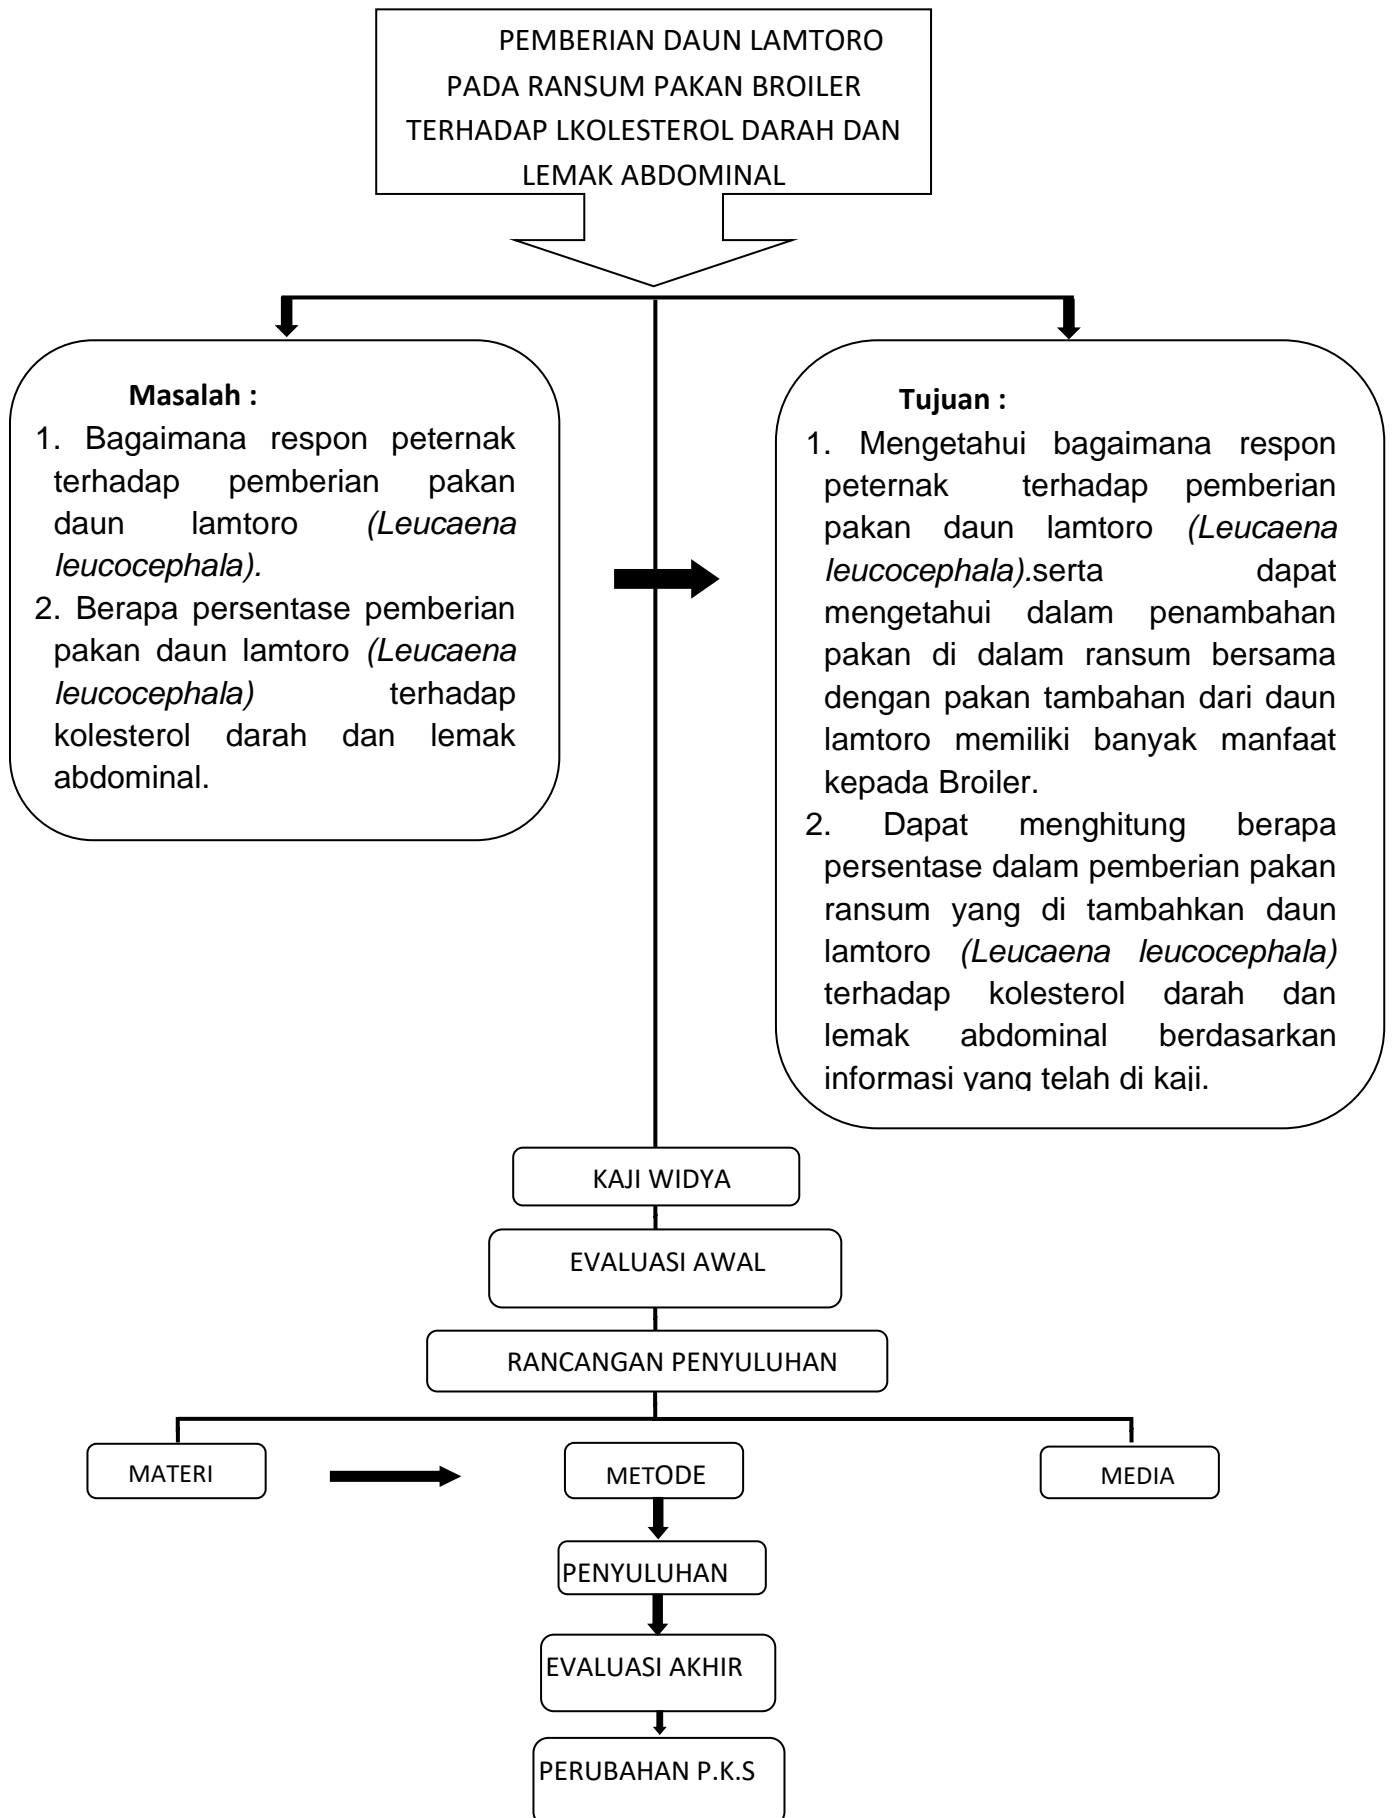 PEMBERIAN DAUN LAMTORO
PADA RANSUM PAKAN BROILER
TERHADAP LKOLESTEROL DARAH DAN
LEMAK ABDOMINAL
Masalah :
1. Bagaimana respon peternak
terhadap pemberian pakan
daun lamtoro (Leucaena
leucocephala).
2. Berapa persentase pemberian
pakan daun lamtoro (Leucaena
leucocephala) terhadap
kolesterol darah dan lemak
abdominal.
Tujuan :
1. Mengetahui bagaimana respon
peternak terhadap pemberian
pakan daun lamtoro (Leucaena
leucocephala).serta dapat
mengetahui dalam penambahan
pakan di dalam ransum bersama
dengan pakan tambahan dari daun
lamtoro memiliki banyak manfaat
kepada Broiler.
2. Dapat menghitung berapa
persentase dalam pemberian pakan
ransum yang di tambahkan daun
lamtoro (Leucaena leucocephala)
terhadap kolesterol darah dan
lemak abdominal berdasarkan
informasi yang telah di kaji.
KAJI WIDYA
EVALUASI AWAL
RANCANGAN PENYULUHAN
MATERI
METODE
MEDIA
PENYULUHAN
EVALUASI AKHIR
PERUBAHAN P.K.S